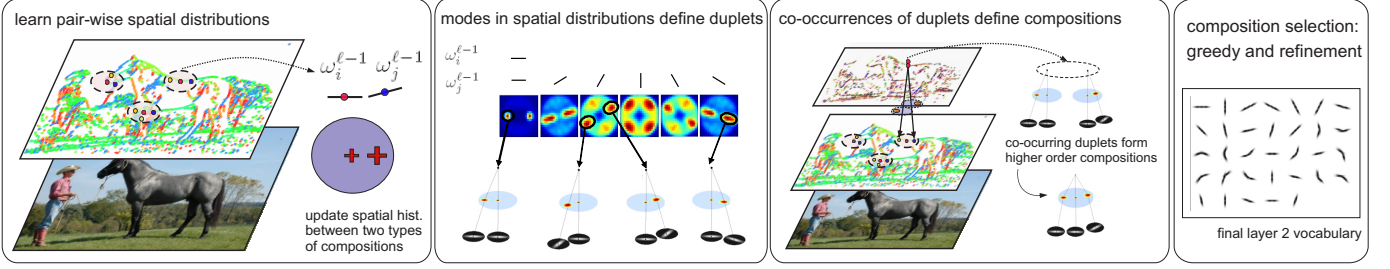 learn pair-wise spatial distributions
ω_i^{ℓ-1} ω_j^{ℓ-1}
update spatial hist.
between two types
of compositions
modes in spatial distributions define duplets
ω_i^{ℓ-1}
ω_j^{ℓ-1}
co-occurrences of duplets define compositions
co-ocurring duplets form
higher order compositions
composition selection:
greedy and refinement
final layer 2 vocabulary